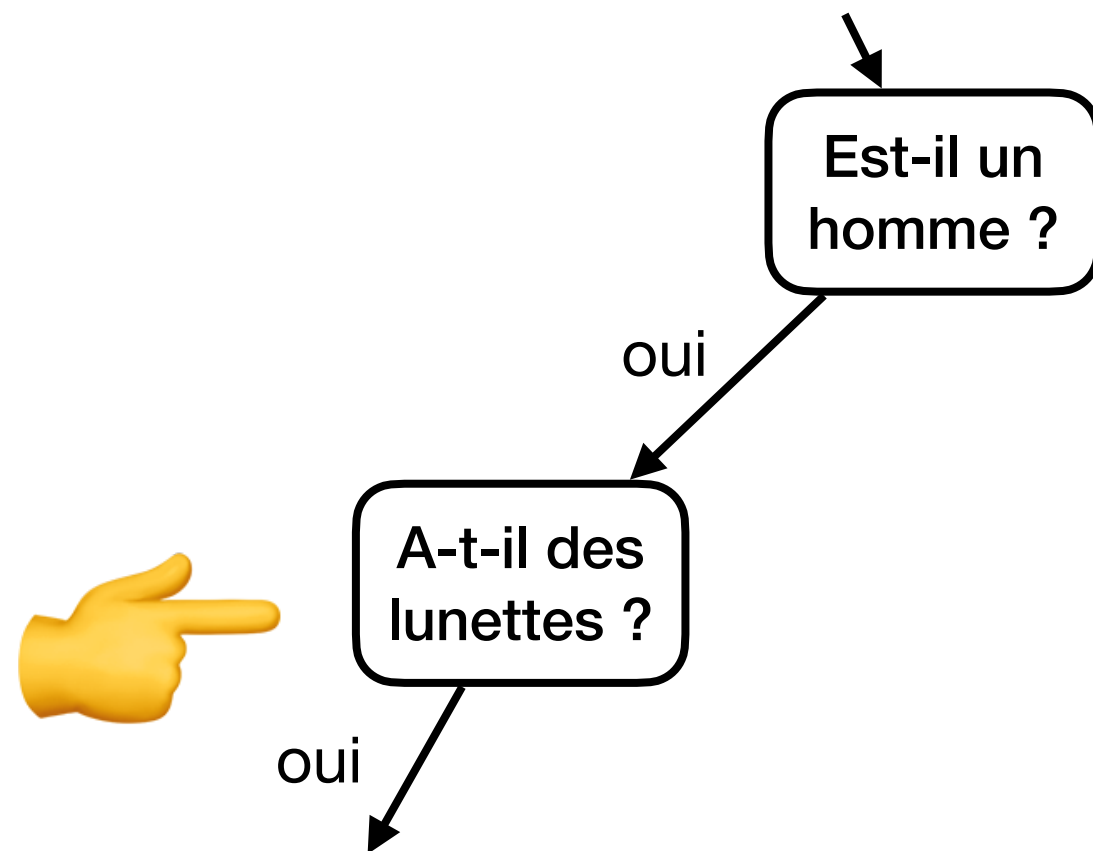 Est-il un
homme ?
oui
A-t-il des
lunettes ?
oui